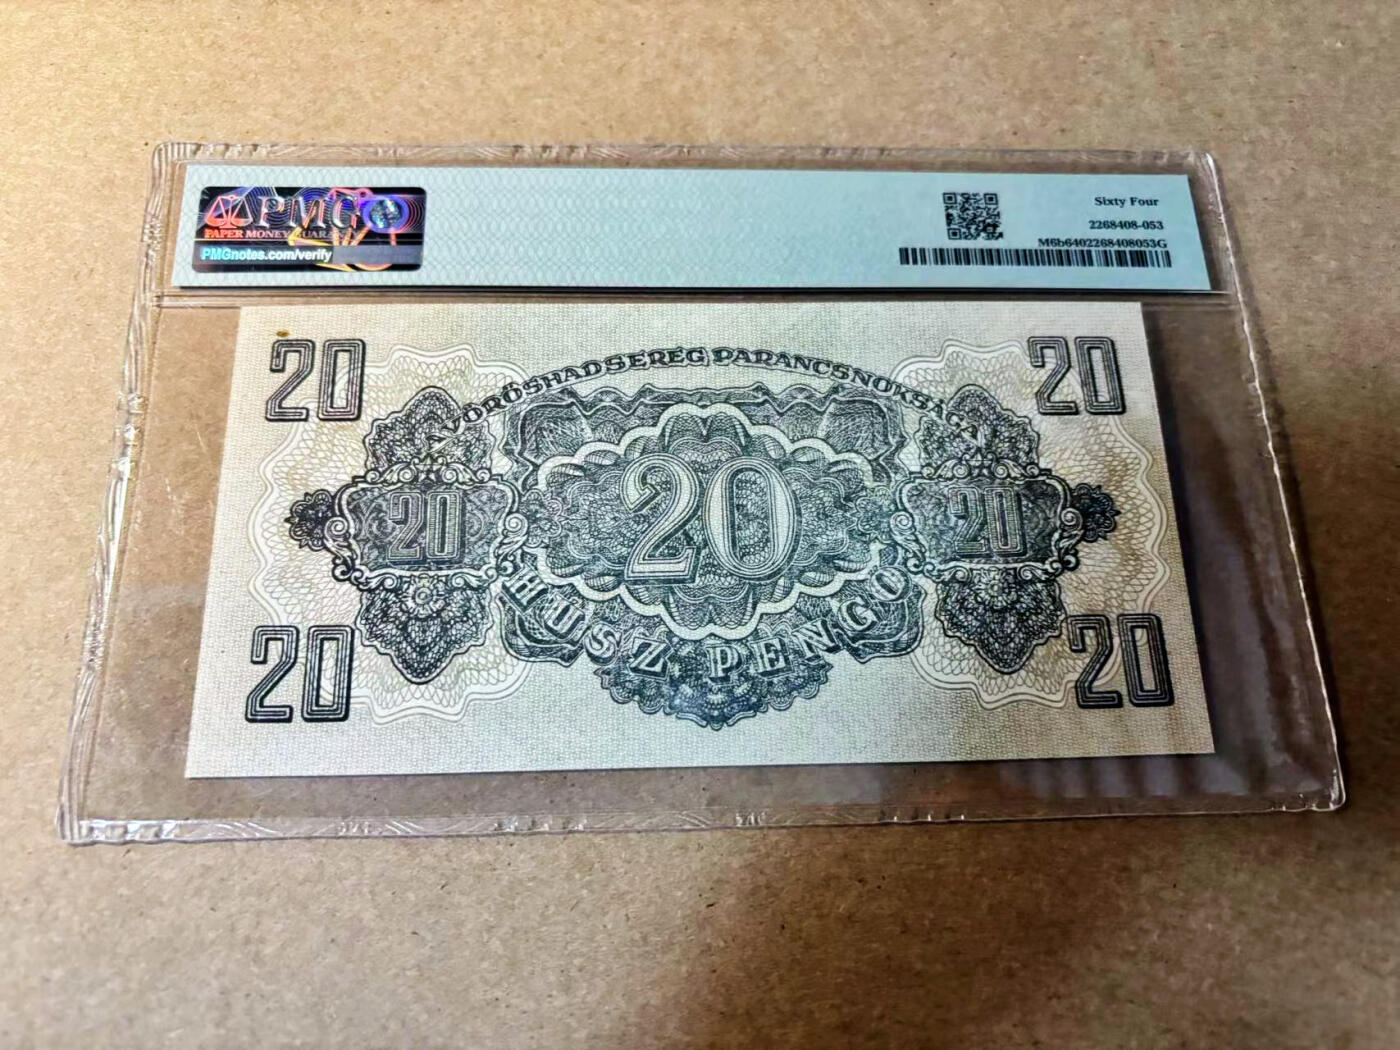 PMG
PAPER MONEY GUARANTY
PMGnotes.com/verify
Sixty Four
2268408-053
M6b6402268408053G
20
20
A VÖRÖSHADSEREG PARANCSNOKSÁGA
20
20
20
HUSZ PENGŐ
20
20